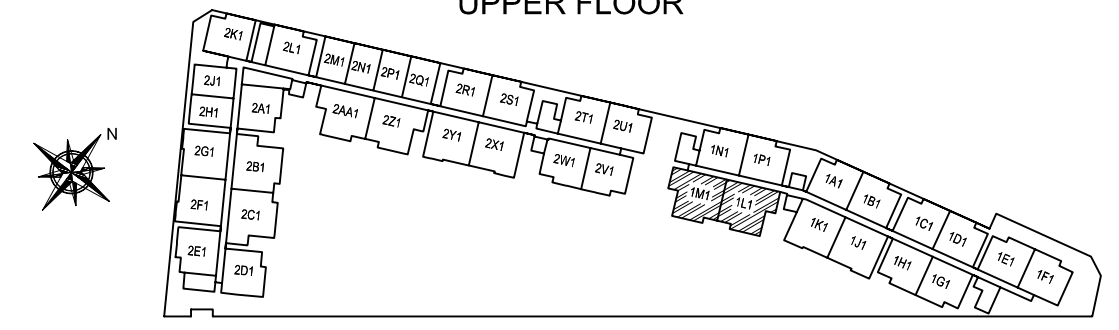 UPPER FLOOR
N
2K1
2L1
2M1
2N1
2P1
2Q1
2R1
2S1
2T1
2U1
1N1
1P1
1A1
1B1
1C1
1D1
1E1
1F1
2J1
2H1
2G1
2F1
2E1
2A1
2B1
2C1
2D1
2AA1
2Z1
2Y1
2X1
2W1
2V1
1M1
1L1
1K1
1J1
1H1
1G1